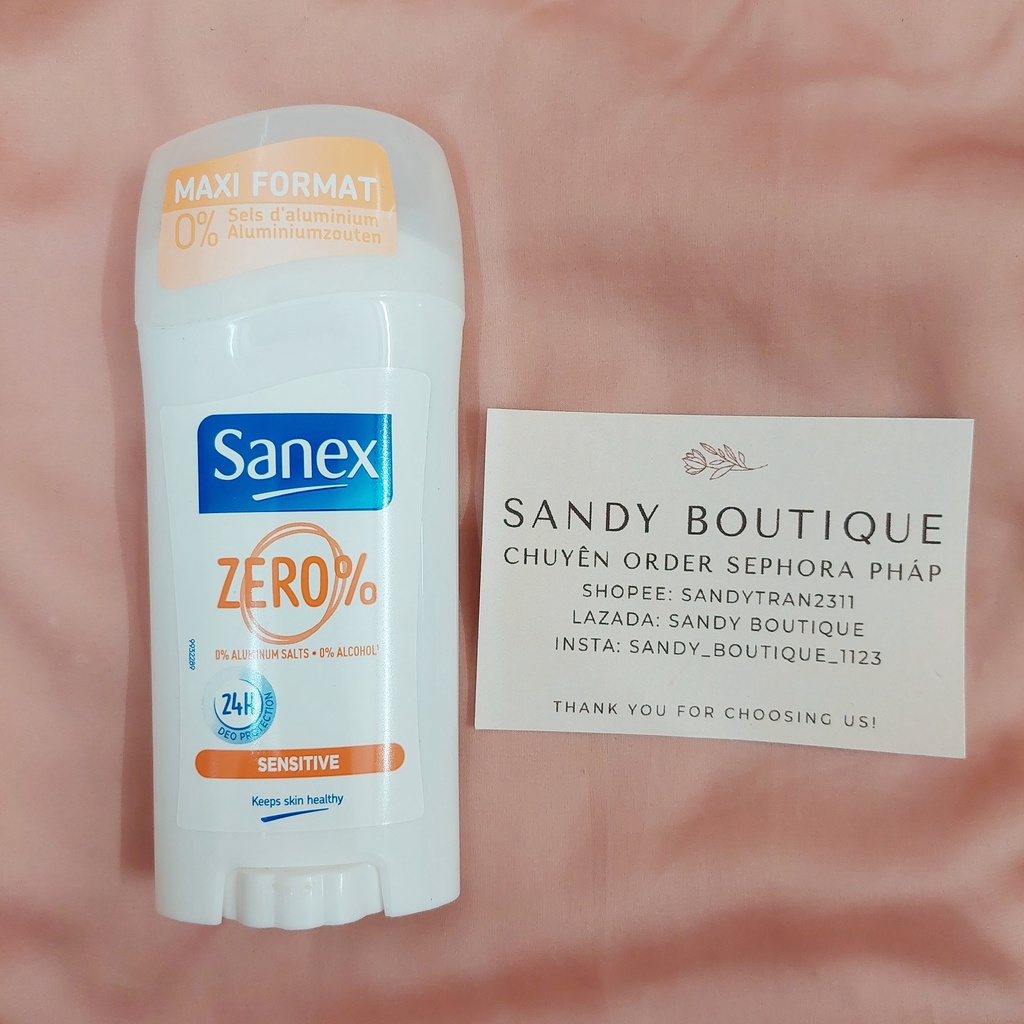 MAXI FORMAT
0% Sels d'aluminium
Aluminiumzouten
Sanex
ZERO%
0% ALUMINUM SALTS • 0% ALCOHOL
9932289
24H
DEO PROTECTION
SENSITIVE
Keeps skin healthy
SANDY BOUTIQUE
CHUYÊN ORDER SEPHORA PHÁP
SHOPEE: SANDYTRAN2311
LAZADA: SANDY BOUTIQUE
INSTA: SANDY_BOUTIQUE_1123
THANK YOU FOR CHOOSING US!